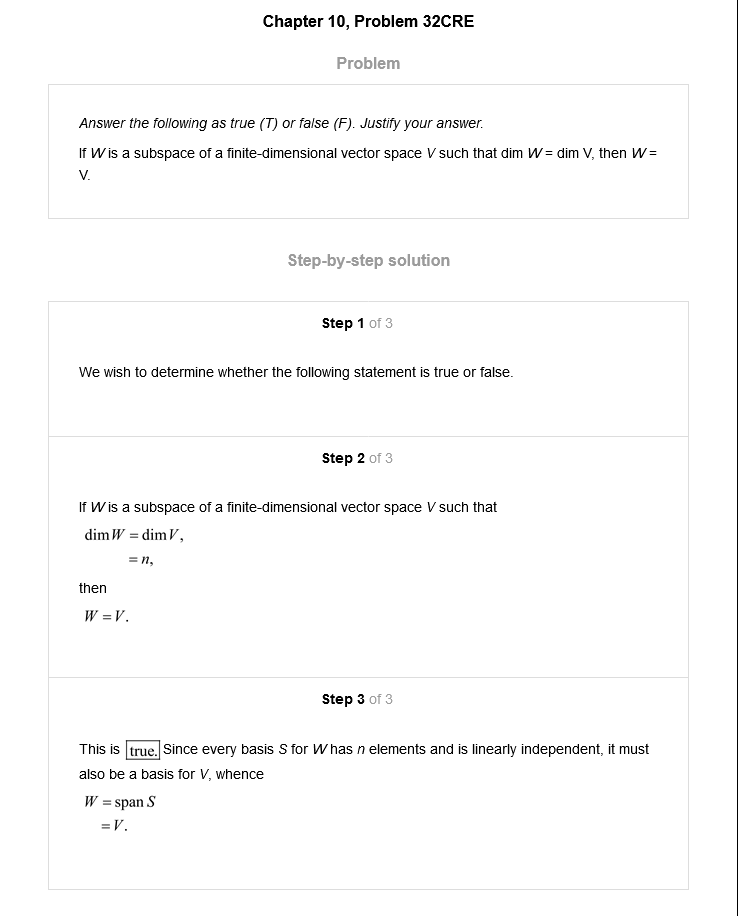 Chapter 10, Problem 32CRE
Problem
Answer the following as true (T) or false (F). Justify your answer.
If W is a subspace of a finite-dimensional vector space V such that dim W = dim V, then W =
V.
Step-by-step solution
Step 1 of 3
We wish to determine whether the following statement is true or false.
Step 2 of 3
If W is a subspace of a finite-dimensional vector space V such that
dim W = dim V,
= n,
then
W = V.
Step 3 of 3
This is true. Since every basis S for W has n elements and is linearly independent, it must
also be a basis for V, whence
W = span S
= V.